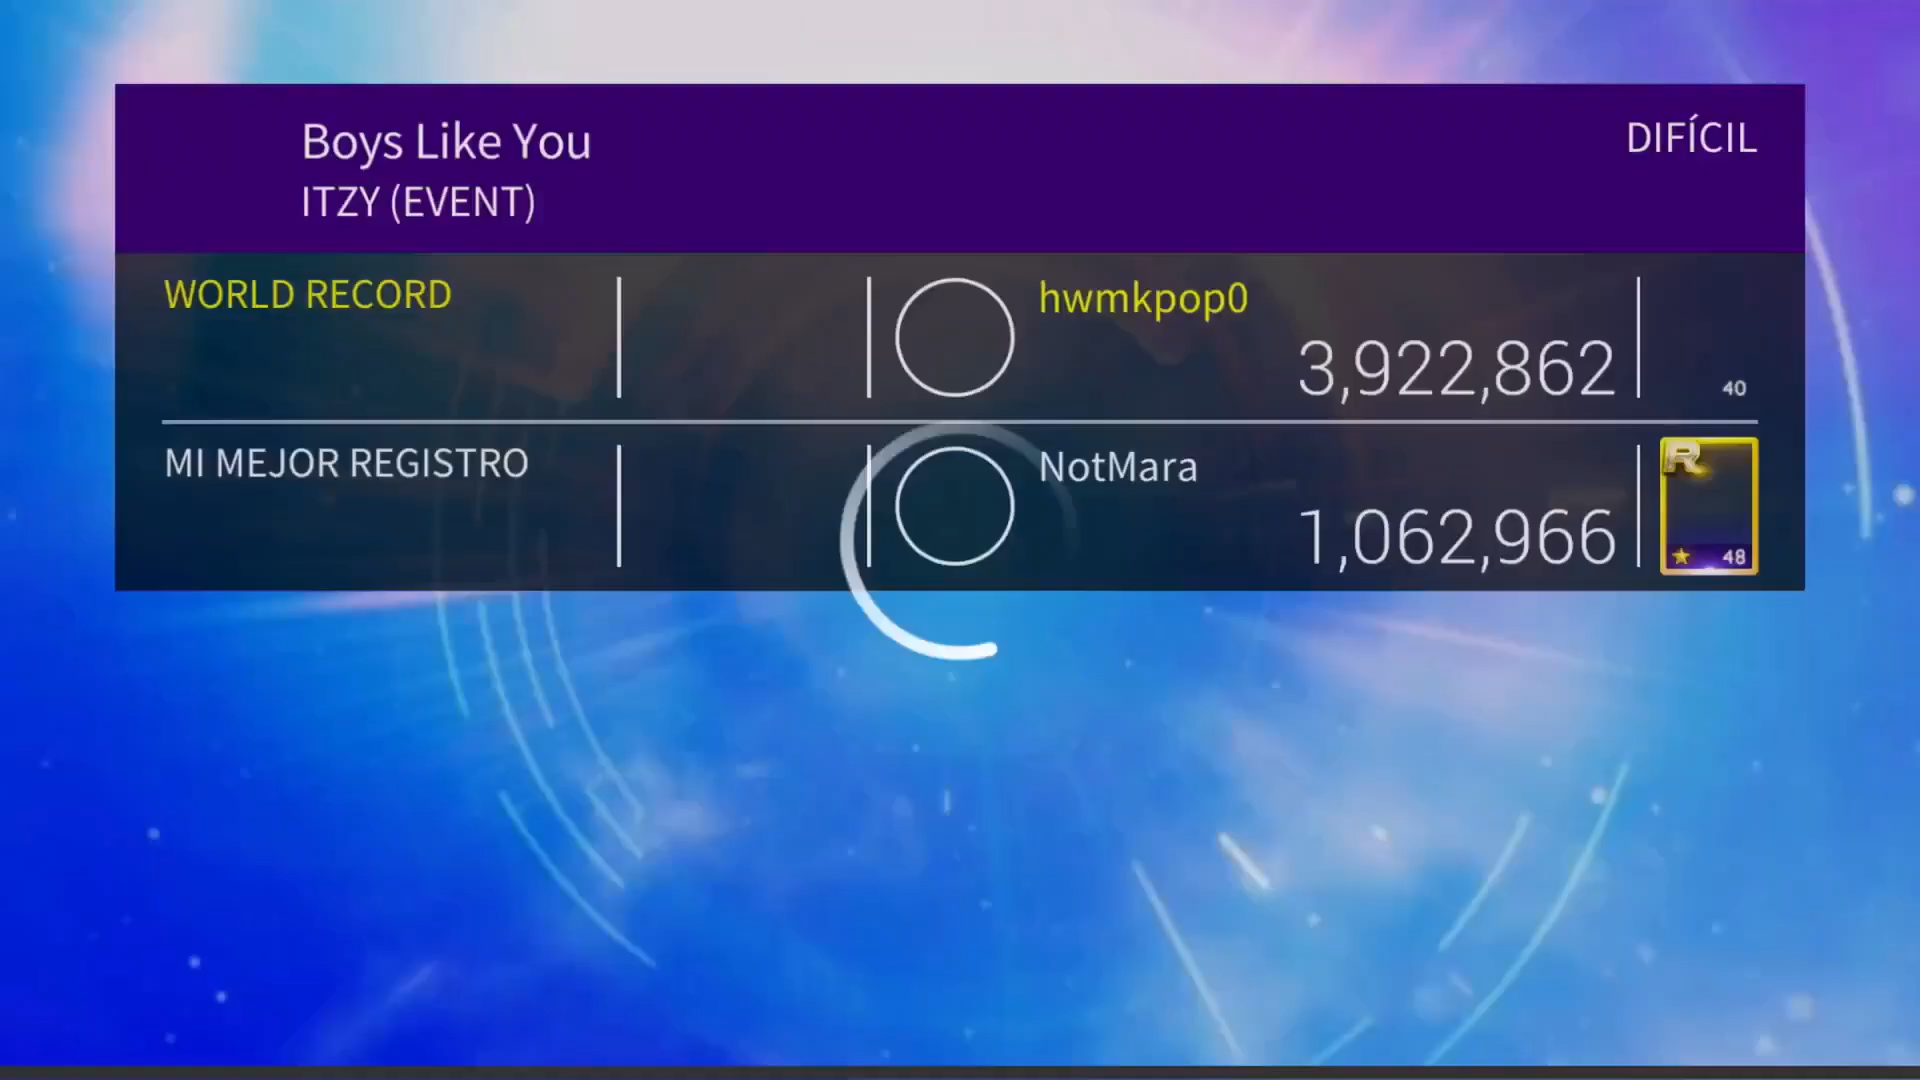 Boys Like You
ITZY (EVENT)
DIFÍCIL
WORLD RECORD
hwmkpop0
3,922,862
40
MI MEJOR REGISTRO
NotMara
1,062,966
R
48